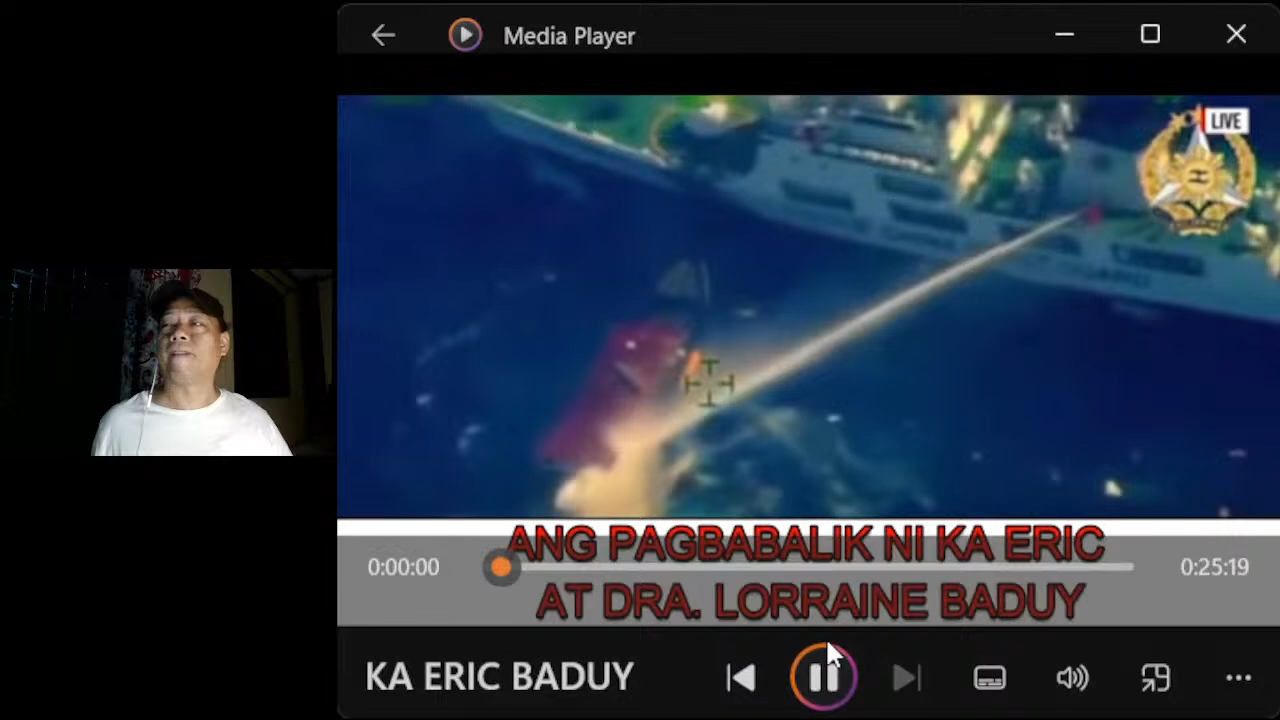 Media Player
LIVE
ANG PAGBABALIK NI KA ERIC
AT DRA. LORRAINE BADUY
0:00:00
0:25:19
KA ERIC BADUY